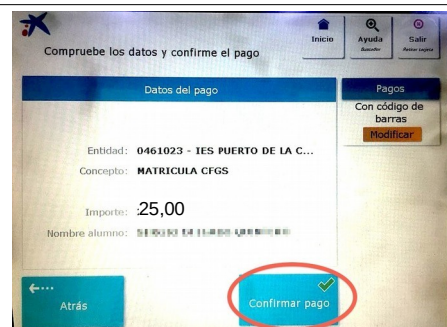 Inicio
Ayuda
Salir
Compruebe los datos y confirme el pago
Datos del pago
Pagos
Con código de
barras
Modificar
Entidad: 0461023 - IES PUERTO DE LA C...
Concepto: MATRICULA CFGS
Importe: 25,00
Nombre alumno:
←... Atrás
Confirmar pago